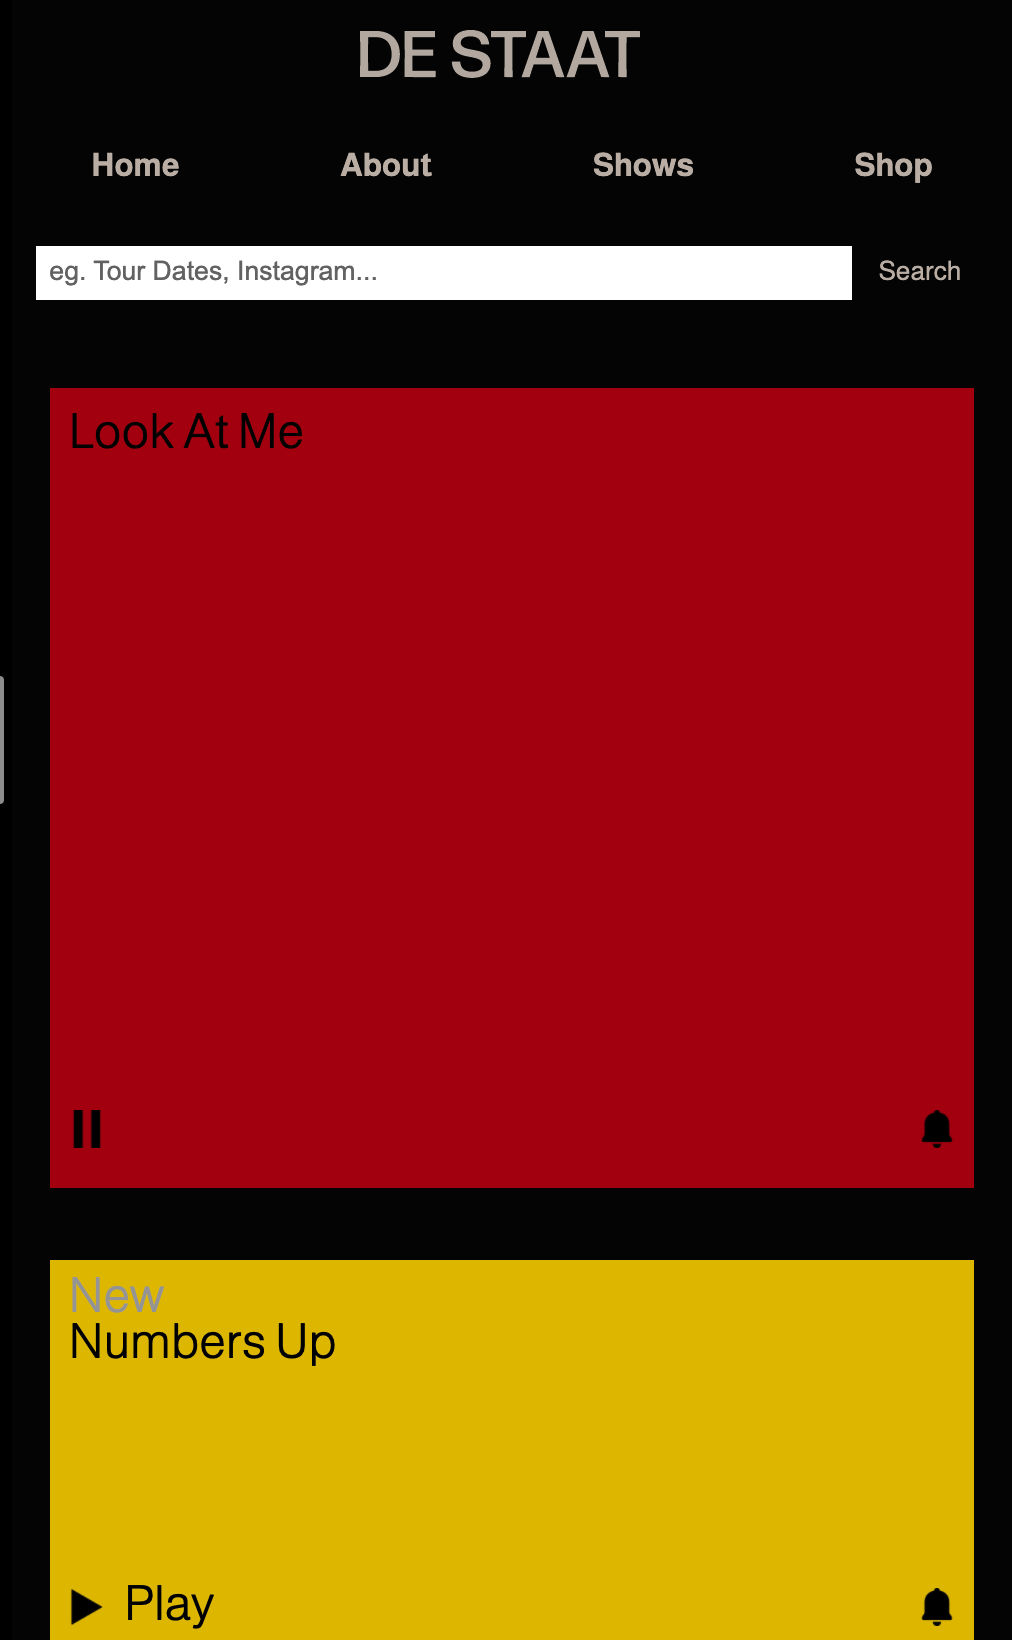 DE STAAT
Home About Shows Shop
eg. Tour Dates, Instagram... Search
Look At Me
New
Numbers Up
Play